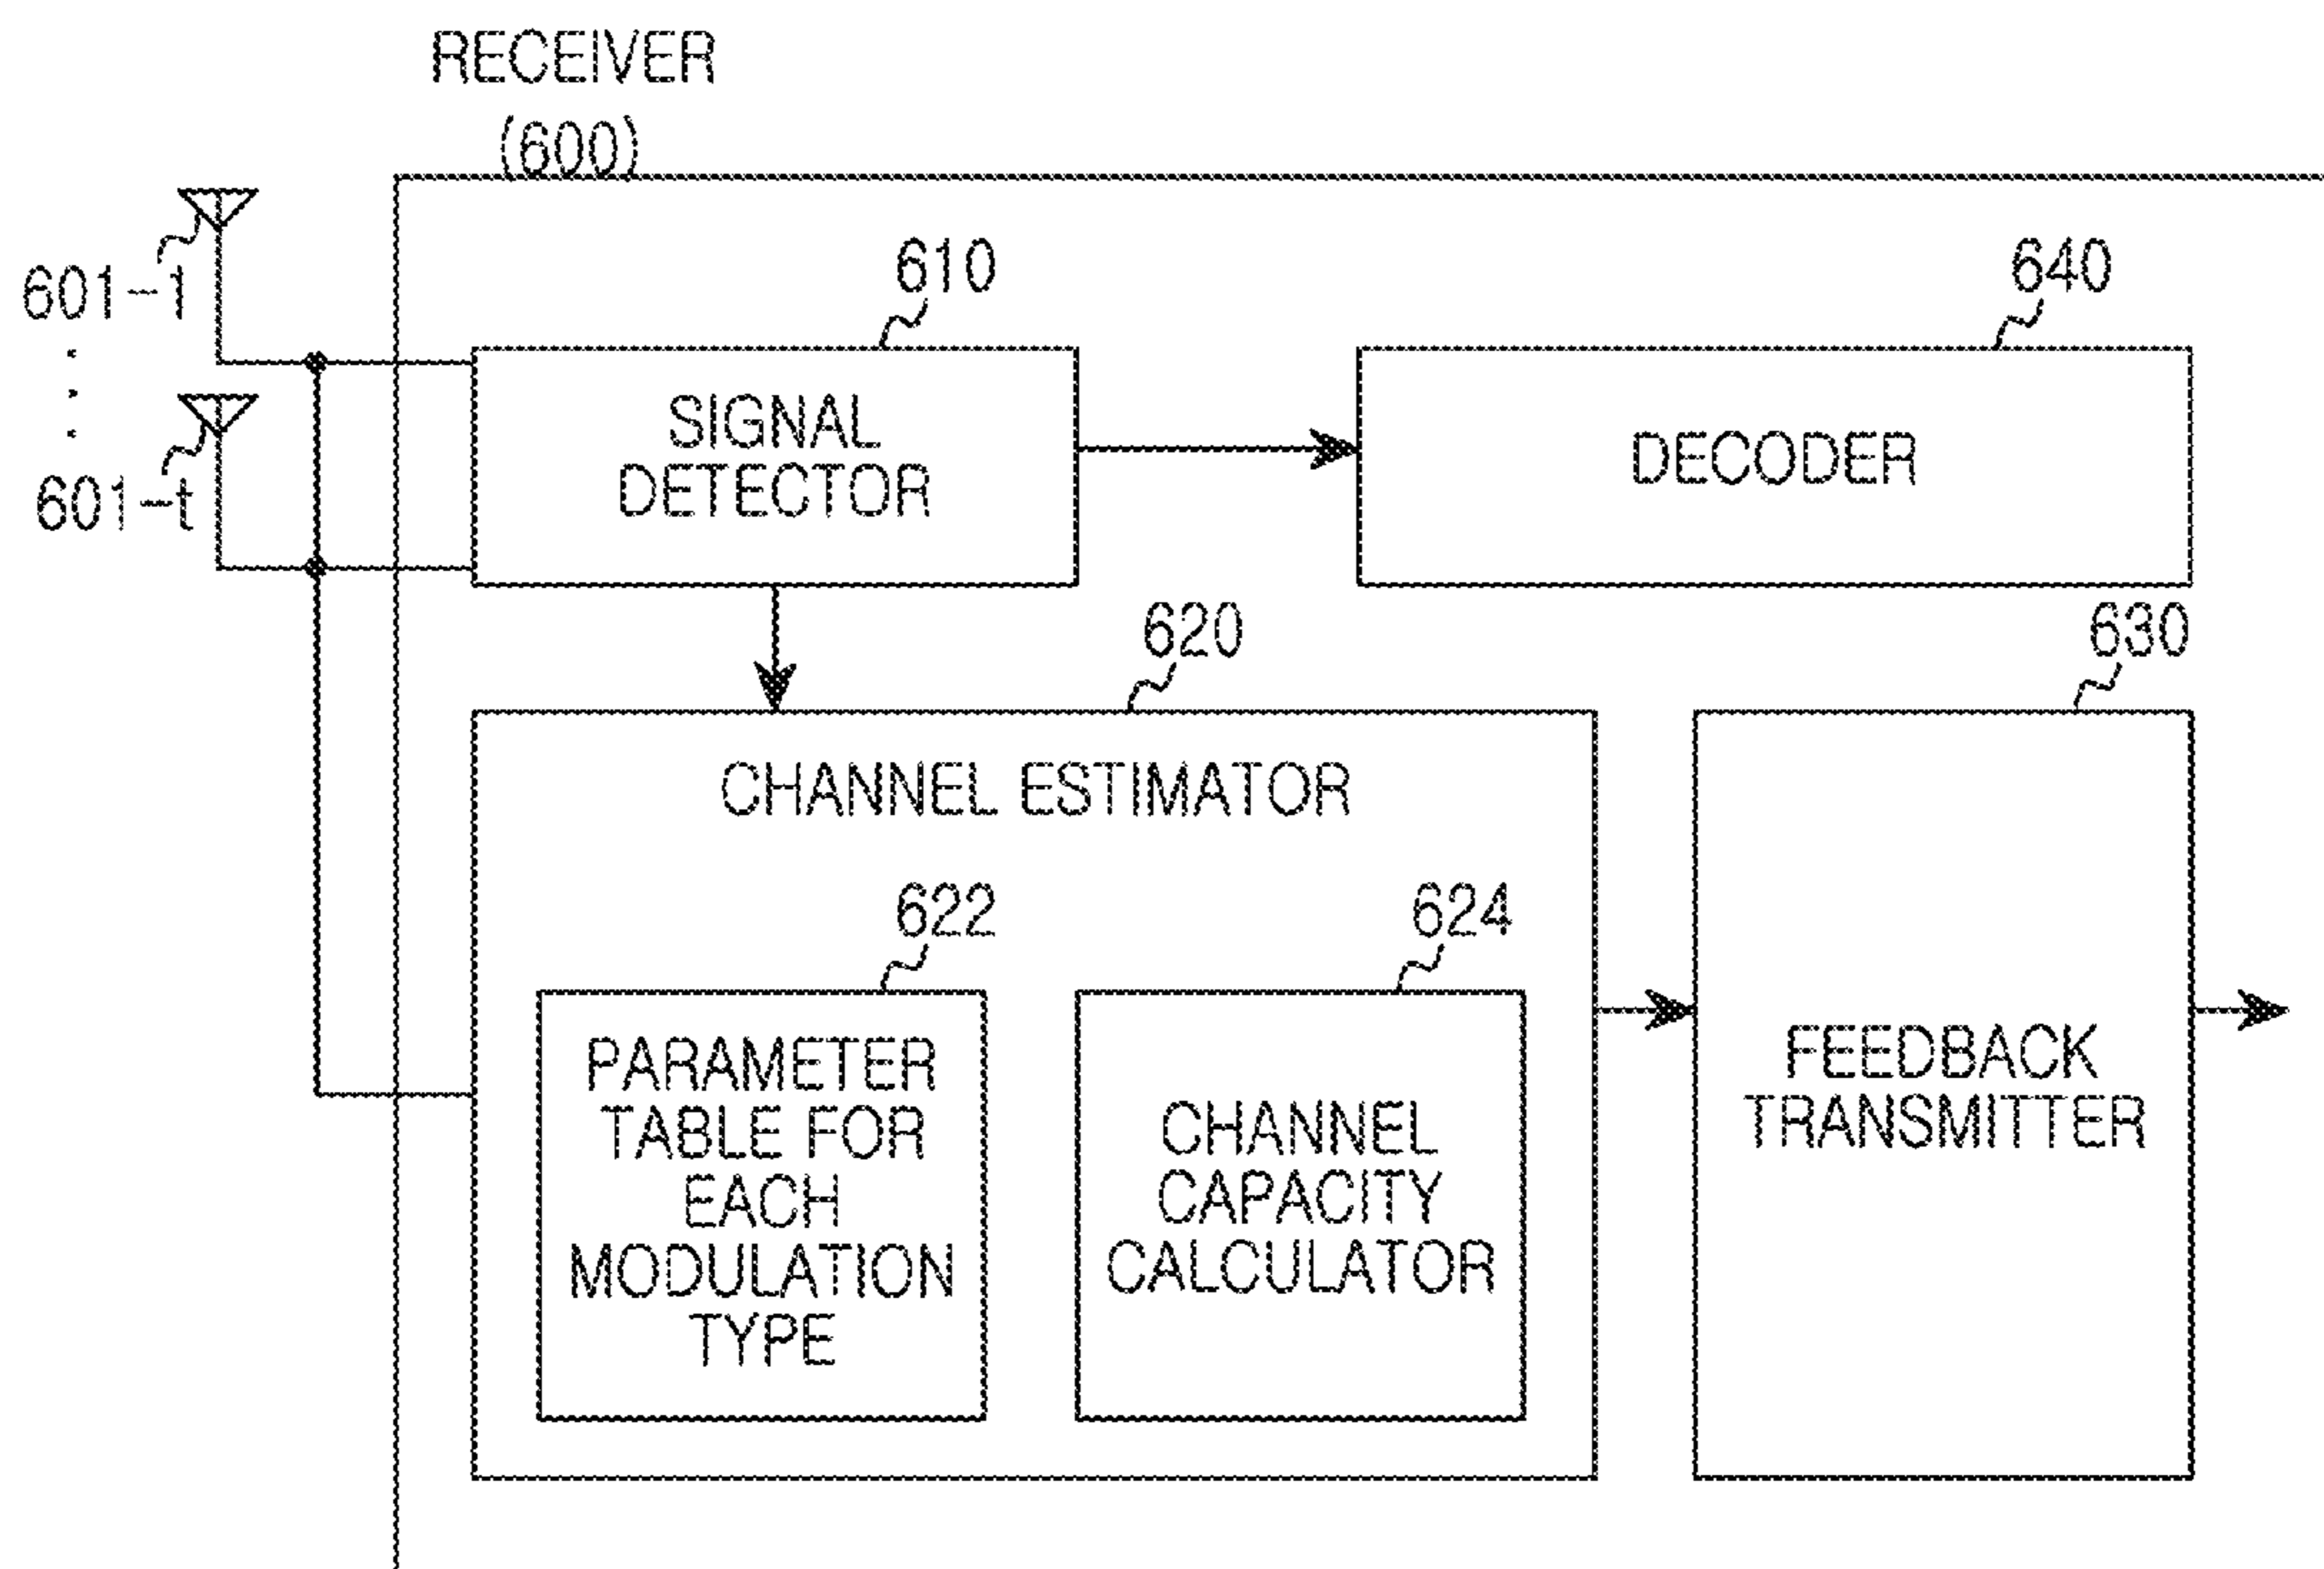 RECEIVER
(600)
601-1
601-t
610
SIGNAL
DETECTOR
640
DECODER
620
CHANNEL ESTIMATOR
622
PARAMETER
TABLE FOR
EACH
MODULATION
TYPE
624
CHANNEL
CAPACITY
CALCULATOR
630
FEEDBACK
TRANSMITTER